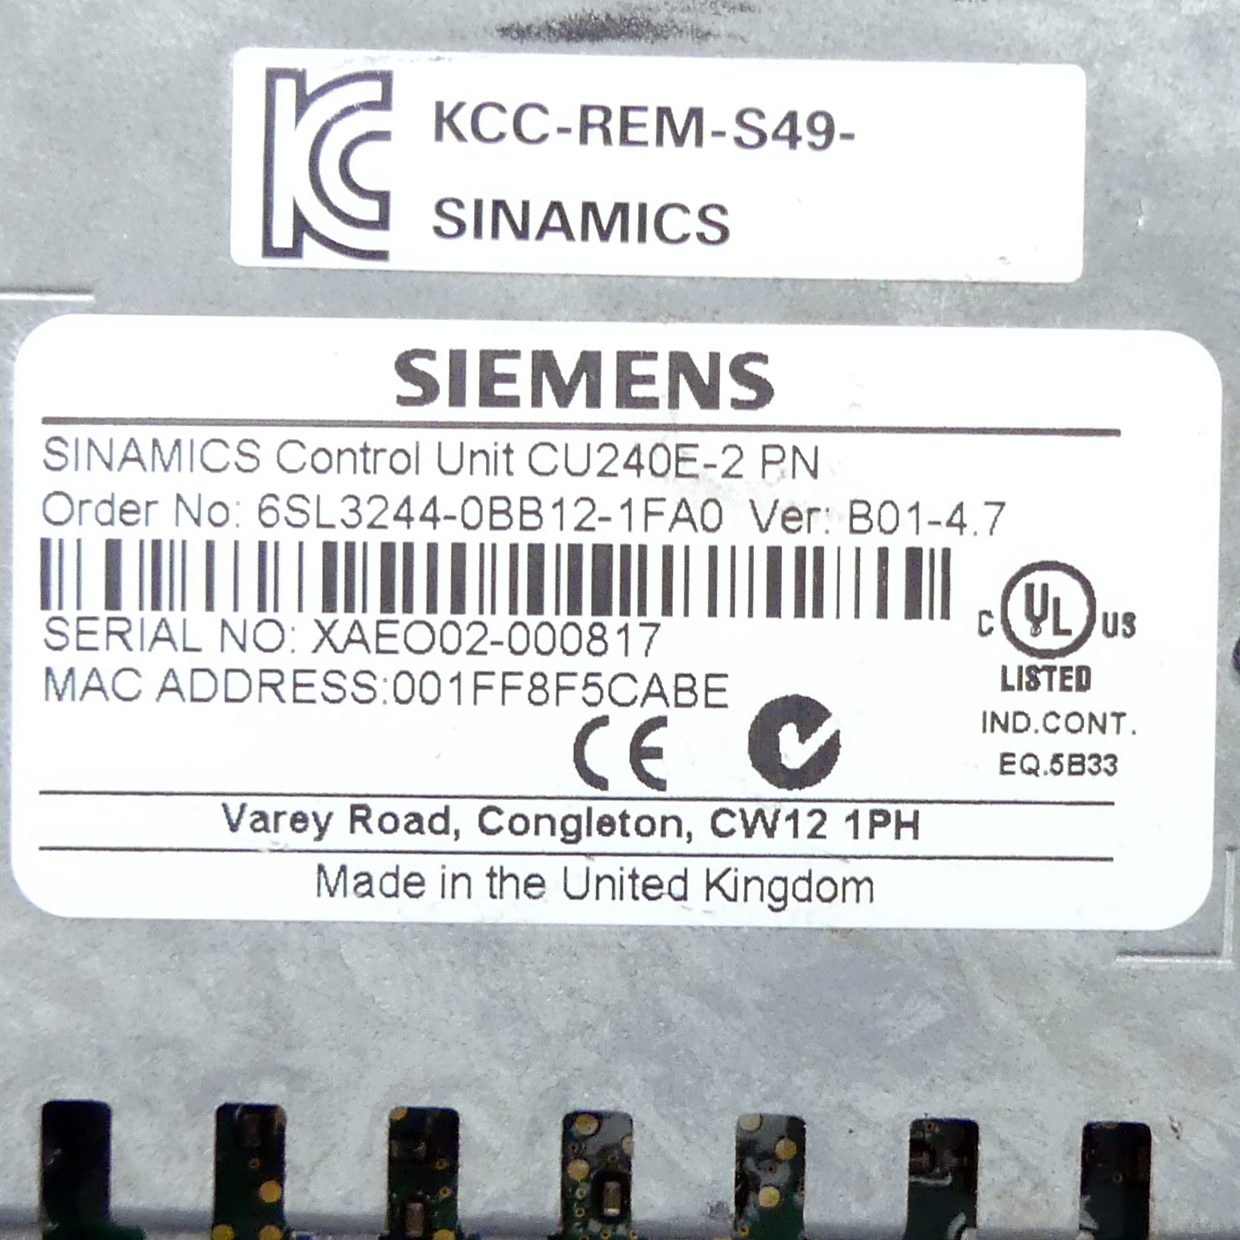 KC
KCC-REM-S49-
SINAMICS
SIEMENS
SINAMICS Control Unit CU240E-2 PN
Order No: 6SL3244-0BB12-1FA0 Ver: B01-4.7
SERIAL NO: XAEO02-000817
MAC ADDRESS:001FF8F5CABE
C UL US
LISTED
IND.CONT.
EQ.5B33
CE
Varey Road, Congleton, CW12 1PH
Made in the United Kingdom